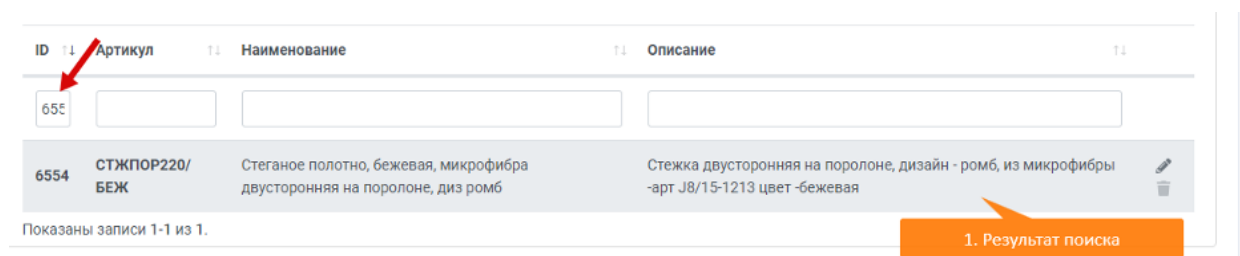 ID Артикул Наименование Описание
655
6554 СТЖПОР220/ Стеганое полотно, бежевая, микрофибра Стежка двусторонняя на поролоне, дизайн - ромб, из микрофибры
БЕЖ двусторонняя на поролоне, диз ромб -арт J8/15-1213 цвет -бежевая
Показаны записи 1-1 из 1.
1. Результат поиска